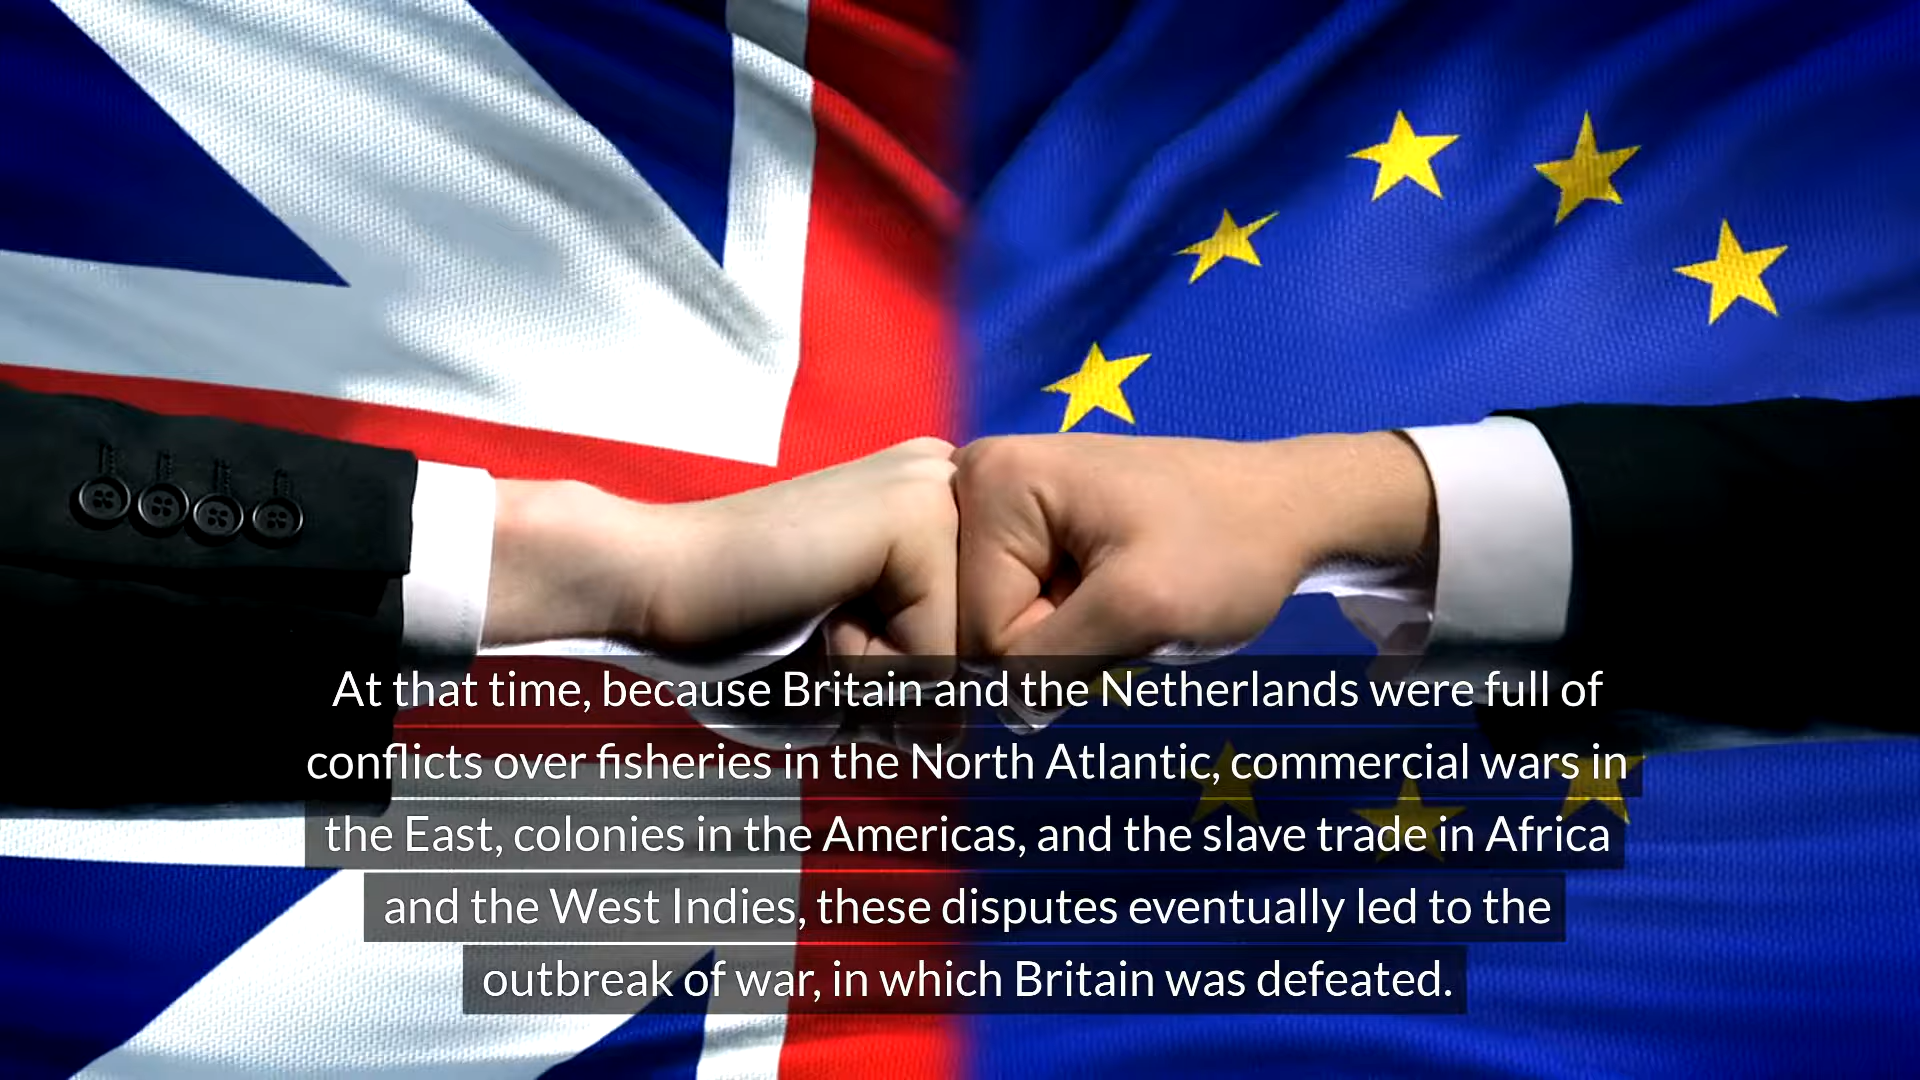 At that time, because Britain and the Netherlands were full of
conflicts over fisheries in the North Atlantic, commercial wars in
the East, colonies in the Americas, and the slave trade in Africa
and the West Indies, these disputes eventually led to the
outbreak of war, in which Britain was defeated.